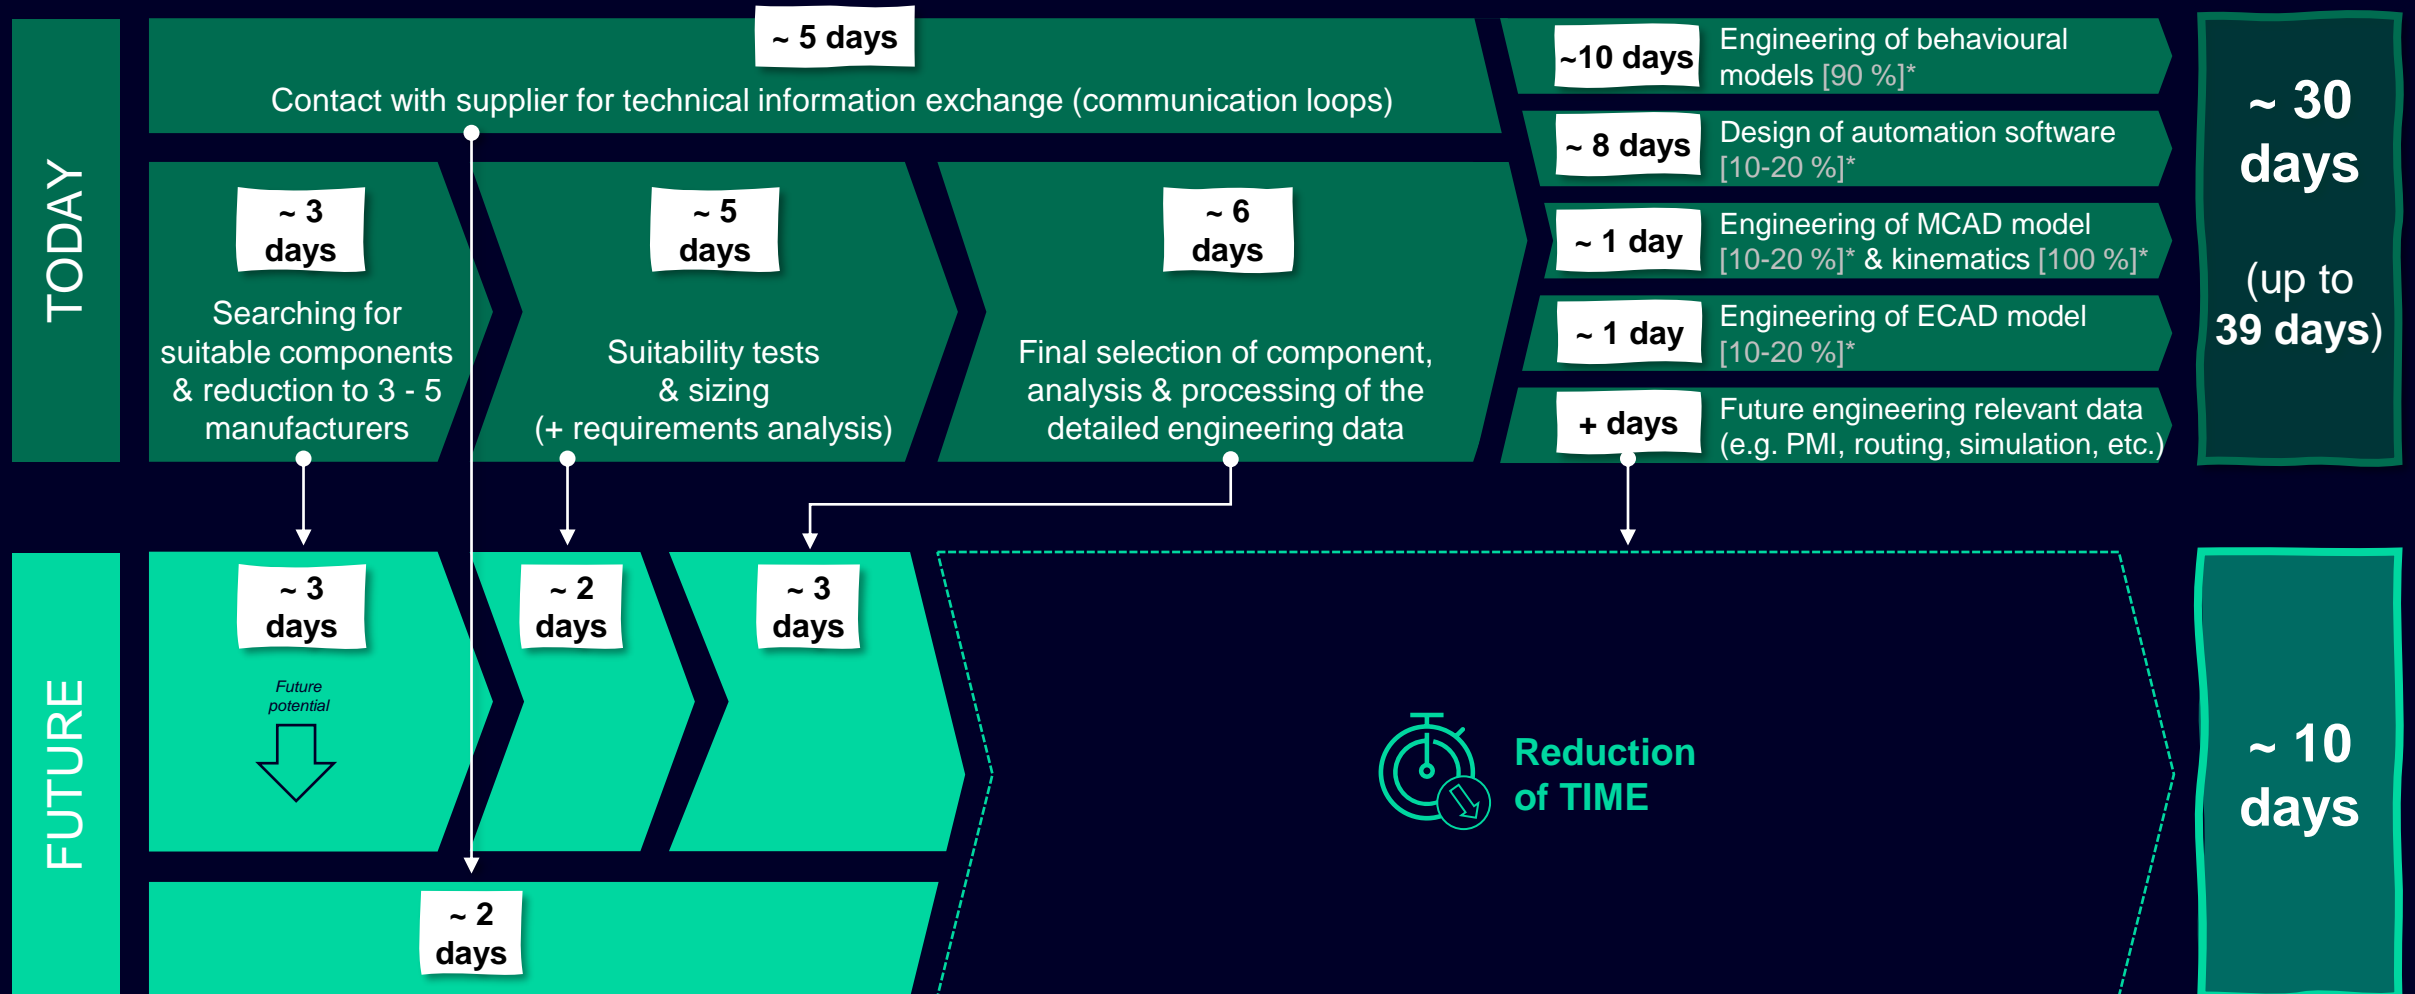 TODAY
~ 5 days
Contact with supplier for technical information exchange (communication loops)
~ 3
days
Searching for
suitable components
& reduction to 3 - 5
manufacturers
~ 5
days
Suitability tests
& sizing
(+ requirements analysis)
~ 6
days
Final selection of component,
analysis & processing of the
detailed engineering data
~10 days
Engineering of behavioural
models [90 %]*
~ 8 days
Design of automation software
[10-20 %]*
~ 1 day
Engineering of MCAD model
[10-20 %]* & kinematics [100 %]*
~ 1 day
Engineering of ECAD model
[10-20 %]*
+ days
Future engineering relevant data
(e.g. PMI, routing, simulation, etc.)
~ 30
days
(up to
39 days)
FUTURE
~ 3
days
Future
potential
~ 2
days
~ 3
days
~ 2
days
Reduction
of TIME
~ 10
days